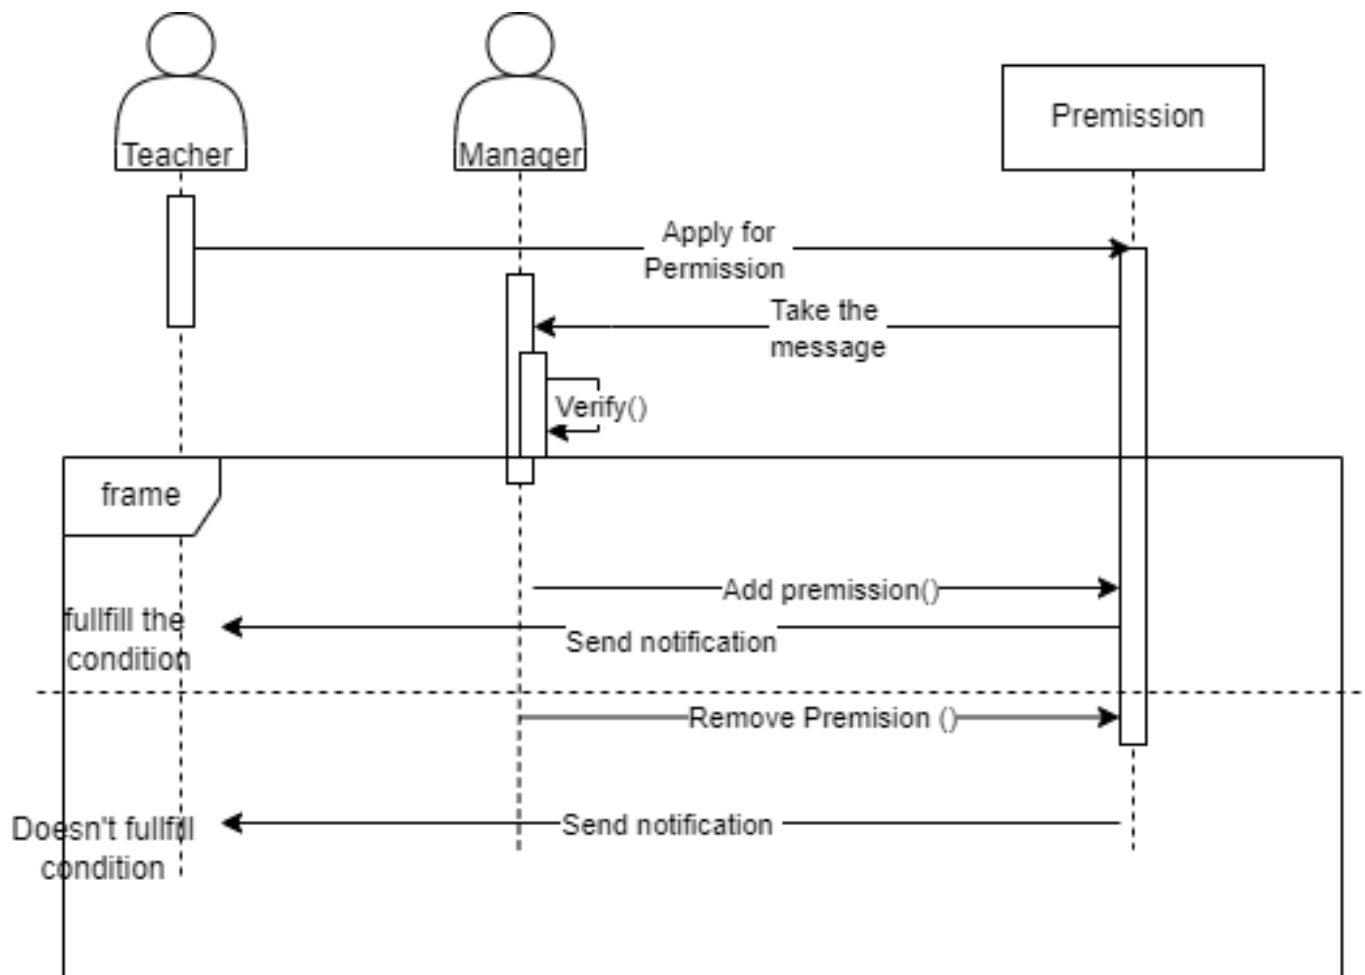 Teacher
Manager
Premission
Apply for
Permission
Take the
message
Verify()
frame
Add premission()
fullfill the
condition
Send notification
Remove Premision ()
Doesn't fullfill
condition
Send notification